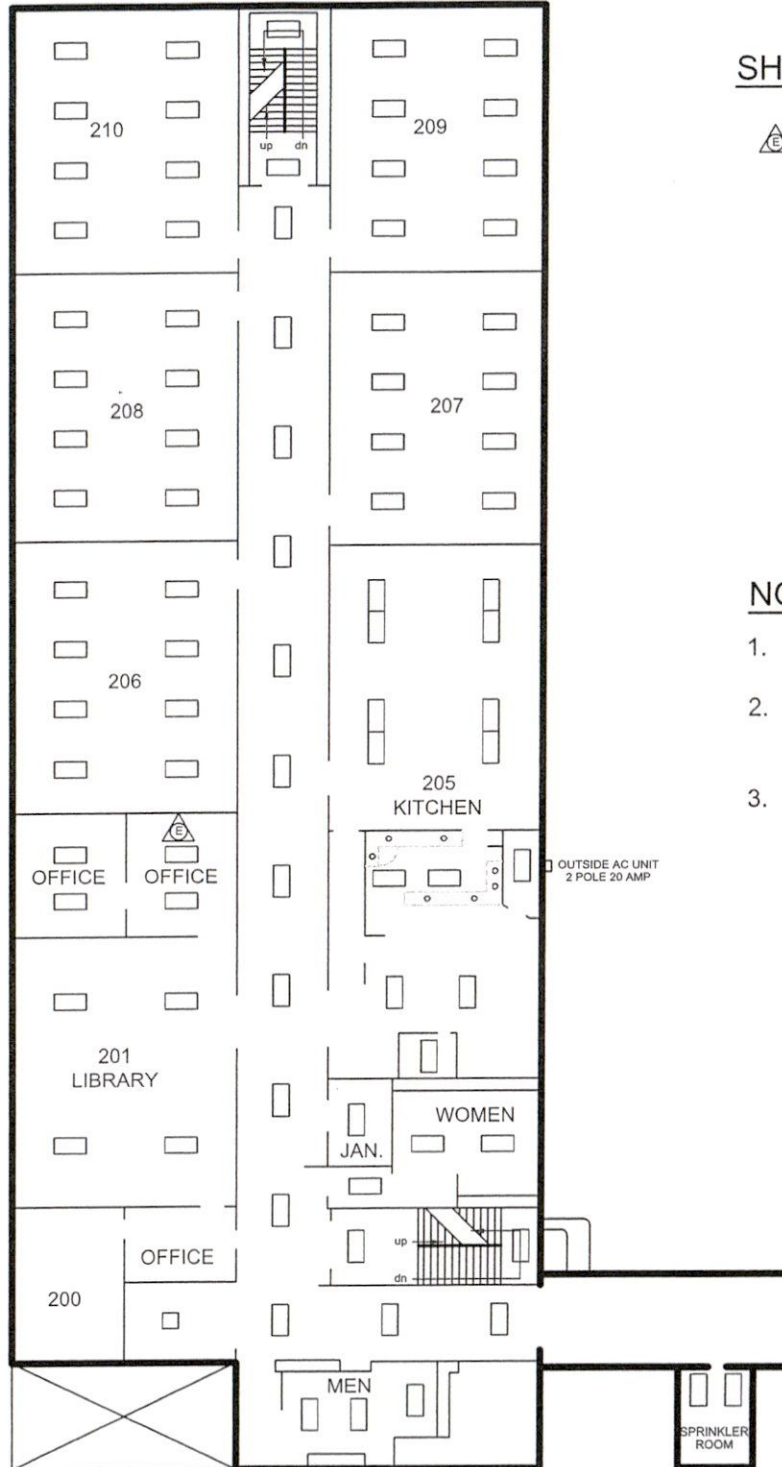 SH
E
210
209
up dn
208
207
206
205
KITCHEN
E
OFFICE
OFFICE
OUTSIDE AC UNIT
2 POLE 20 AMP
NO
1.
2.
3.
201
LIBRARY
WOMEN
JAN.
OFFICE
up
dn
200
MEN
SPRINKLER
ROOM